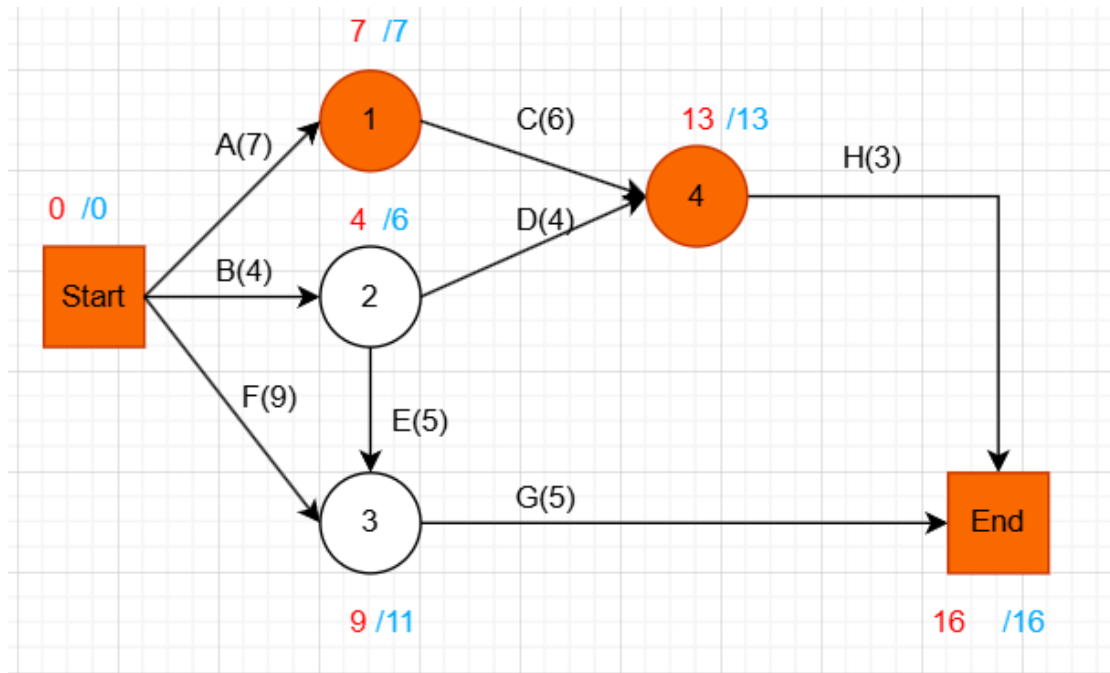 7 /7
1
C(6)
13 /13
A(7)
H(3)
0 /0
4 /6
4
D(4)
Start
B(4)
2
F(9)
E(5)
G(5)
3
End
9 /11
16 /16